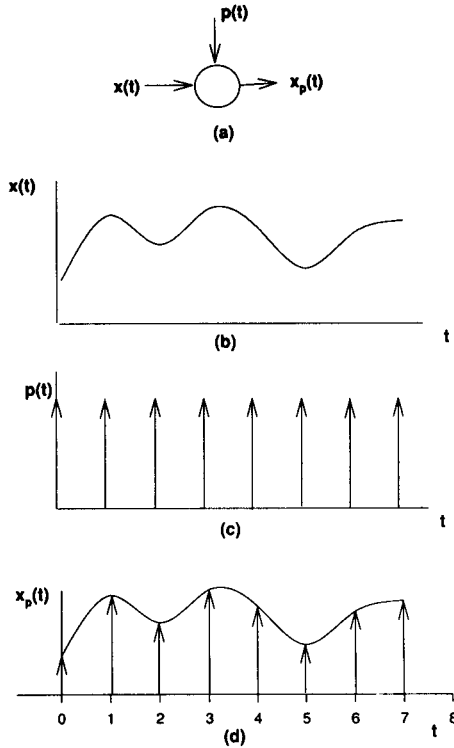 p(t)
x(t) xp(t)
(a)
x(t)
t
(b)
p(t)
t
(c)
xp(t)
0 1 2 3 4 5 6 7 8
t
(d)